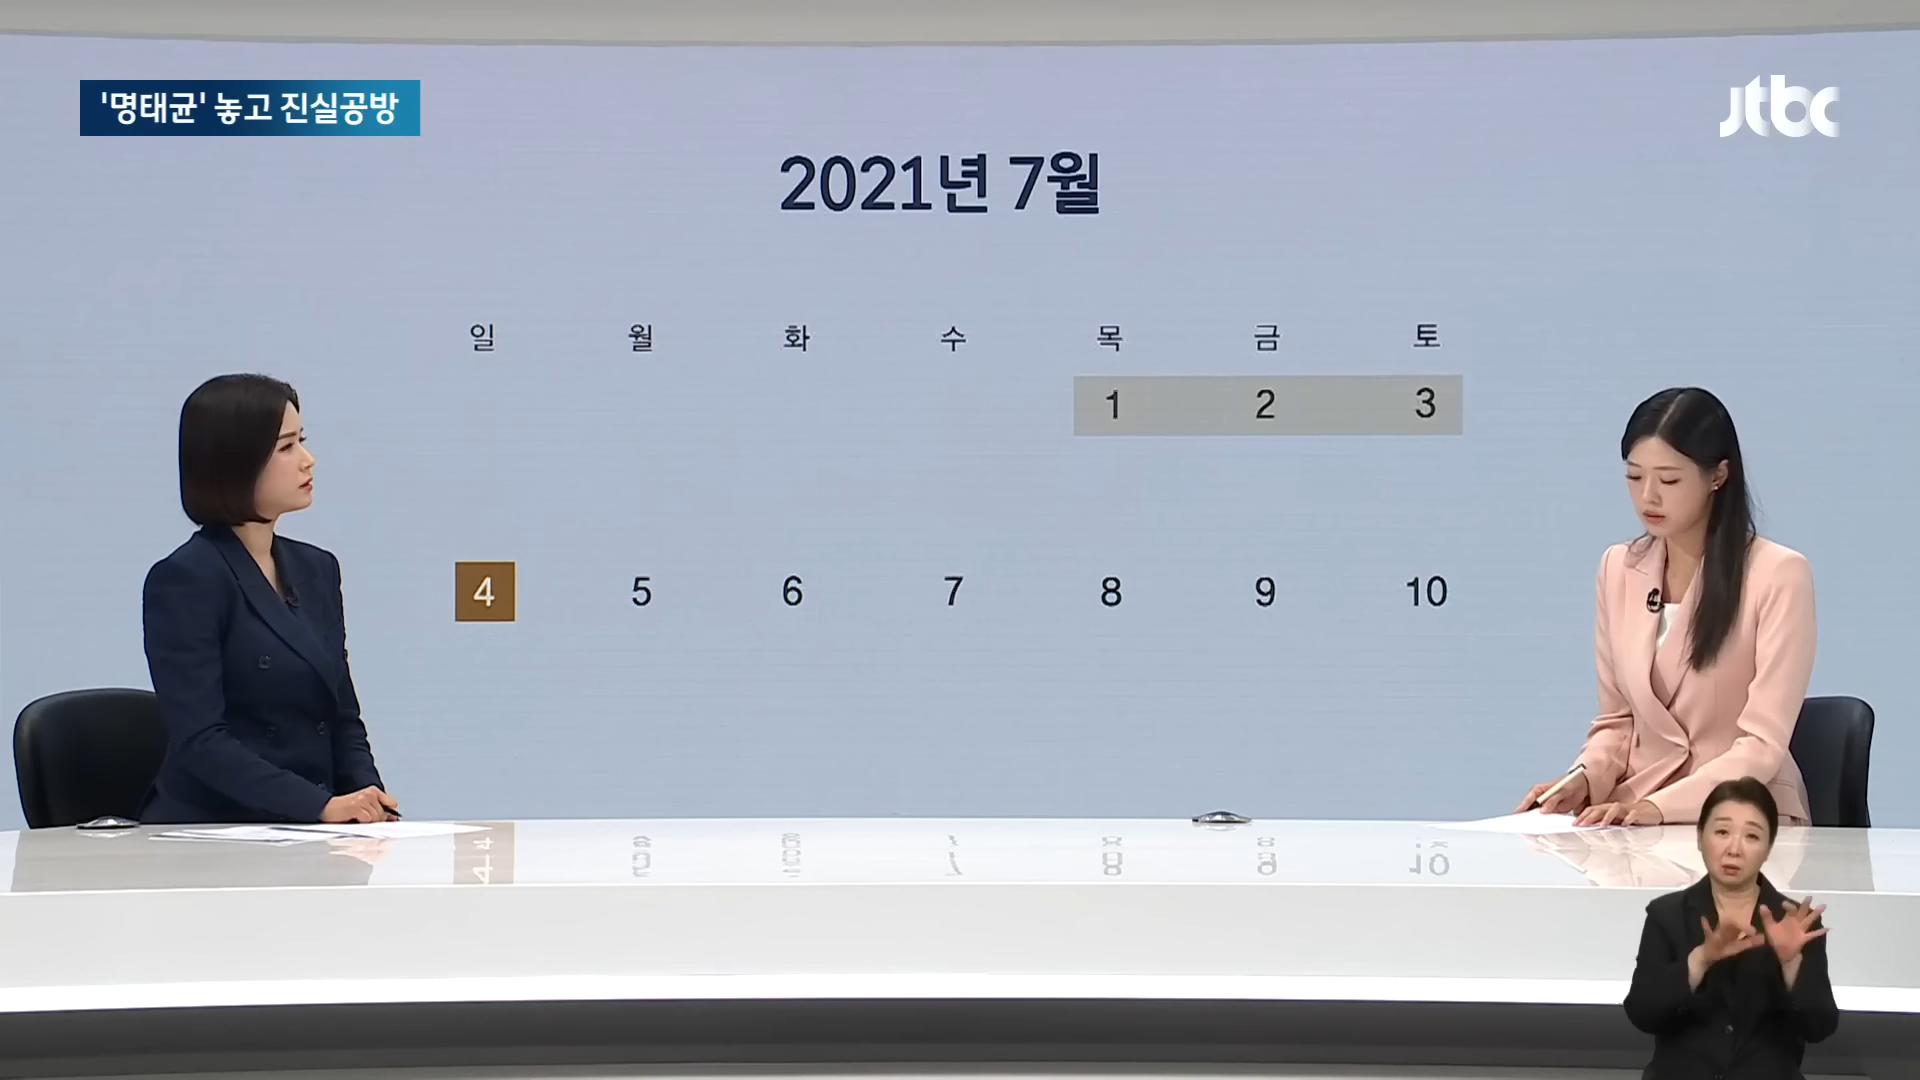 '명태균' 놓고 진실공방
jtbc
2021년 7월
일 월 화 수 목 금 토
1 2 3
4 5 6 7 8 9 10